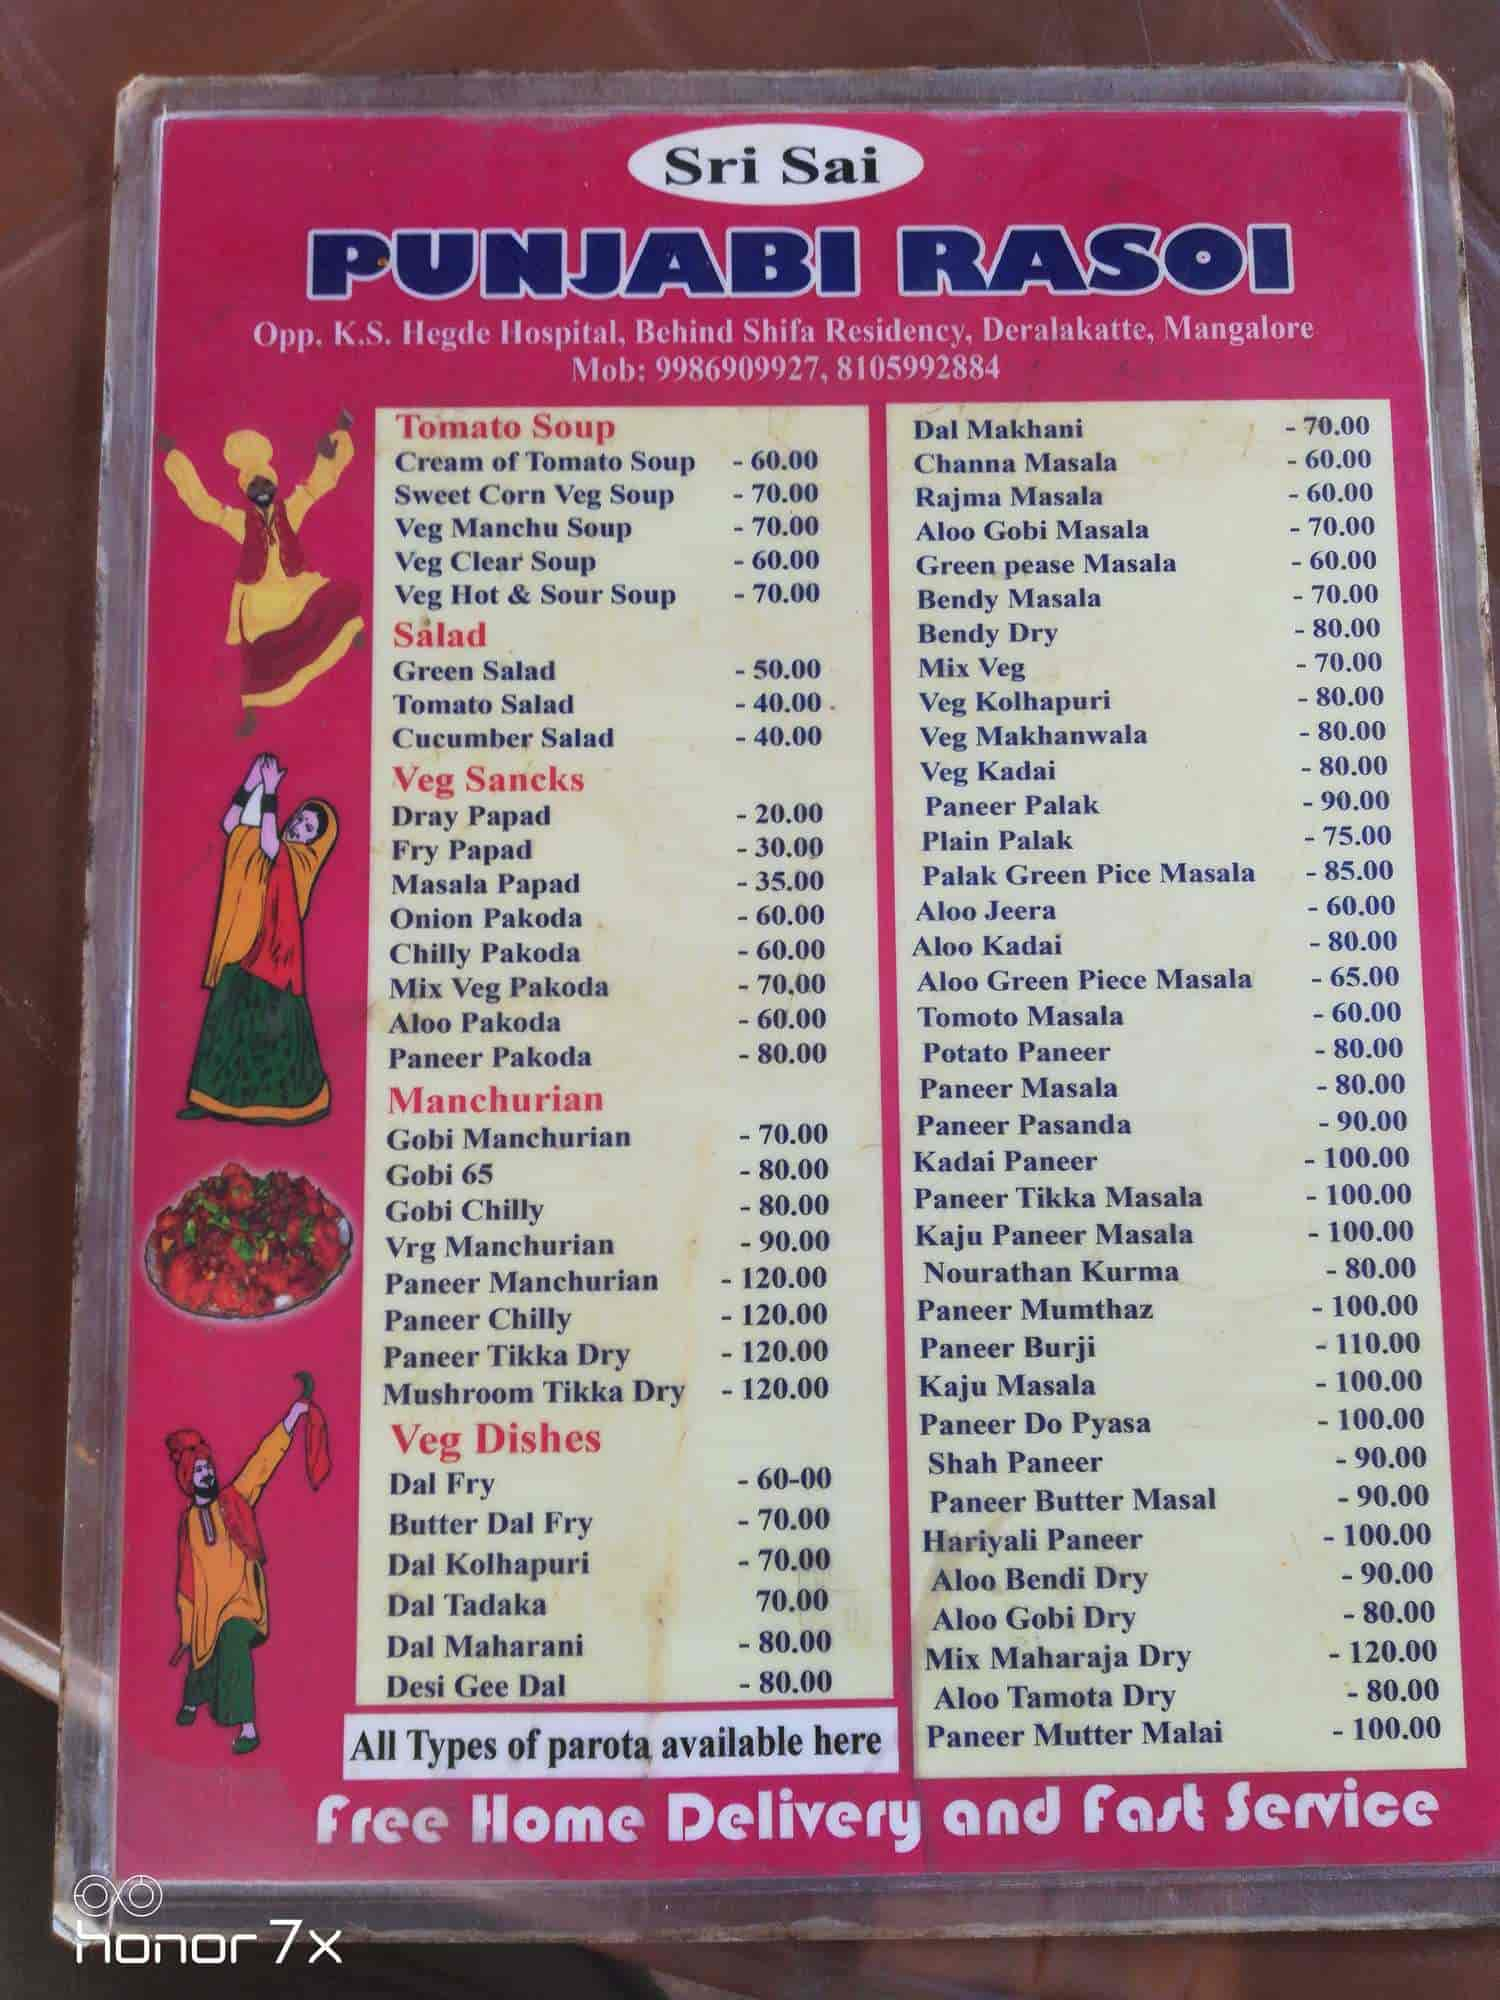 Sri Sai
PUNJABI RASOI
Opp. K.S. Hegde Hospital, Behind Shifa Residency, Deralakatte, Mangalore
Mob: 9986909927, 8105992884
Tomato Soup
Cream of Tomato Soup - 60.00
Sweet Corn Veg Soup - 70.00
Veg Manchu Soup - 70.00
Veg Clear Soup - 60.00
Veg Hot & Sour Soup - 70.00
Salad
Green Salad - 50.00
Tomato Salad - 40.00
Cucumber Salad - 40.00
Veg Sancks
Dray Papad - 20.00
Fry Papad - 30.00
Masala Papad - 35.00
Onion Pakoda - 60.00
Chilly Pakoda - 60.00
Mix Veg Pakoda - 70.00
Aloo Pakoda - 60.00
Paneer Pakoda - 80.00
Manchurian
Gobi Manchurian - 70.00
Gobi 65 - 80.00
Gobi Chilly - 80.00
Vrg Manchurian - 90.00
Paneer Manchurian - 120.00
Paneer Chilly - 120.00
Paneer Tikka Dry - 120.00
Mushroom Tikka Dry - 120.00
Veg Dishes
Dal Fry - 60-00
Butter Dal Fry - 70.00
Dal Kolhapuri - 70.00
Dal Tadaka 70.00
Dal Maharani - 80.00
Desi Gee Dal - 80.00
All Types of parota available here
Dal Makhani - 70.00
Channa Masala - 60.00
Rajma Masala - 60.00
Aloo Gobi Masala - 70.00
Green pease Masala - 60.00
Bendy Masala - 70.00
Bendy Dry - 80.00
Mix Veg - 70.00
Veg Kolhapuri - 80.00
Veg Makhanwala - 80.00
Veg Kadai - 80.00
Paneer Palak - 90.00
Plain Palak - 75.00
Palak Green Pice Masala - 85.00
Aloo Jeera - 60.00
Aloo Kadai - 80.00
Aloo Green Piece Masala - 65.00
Tomoto Masala - 60.00
Potato Paneer - 80.00
Paneer Masala - 80.00
Paneer Pasanda - 90.00
Kadai Paneer - 100.00
Paneer Tikka Masala - 100.00
Kaju Paneer Masala - 100.00
Nourathan Kurma - 80.00
Paneer Mumthaz - 100.00
Paneer Burji - 110.00
Kaju Masala - 100.00
Paneer Do Pyasa - 100.00
Shah Paneer - 90.00
Paneer Butter Masal - 90.00
Hariyali Paneer - 100.00
Aloo Bendi Dry - 90.00
Aloo Gobi Dry - 80.00
Mix Maharaja Dry - 120.00
Aloo Tamota Dry - 80.00
Paneer Mutter Malai - 100.00
Free Home Delivery and Fast Service
honor 7x